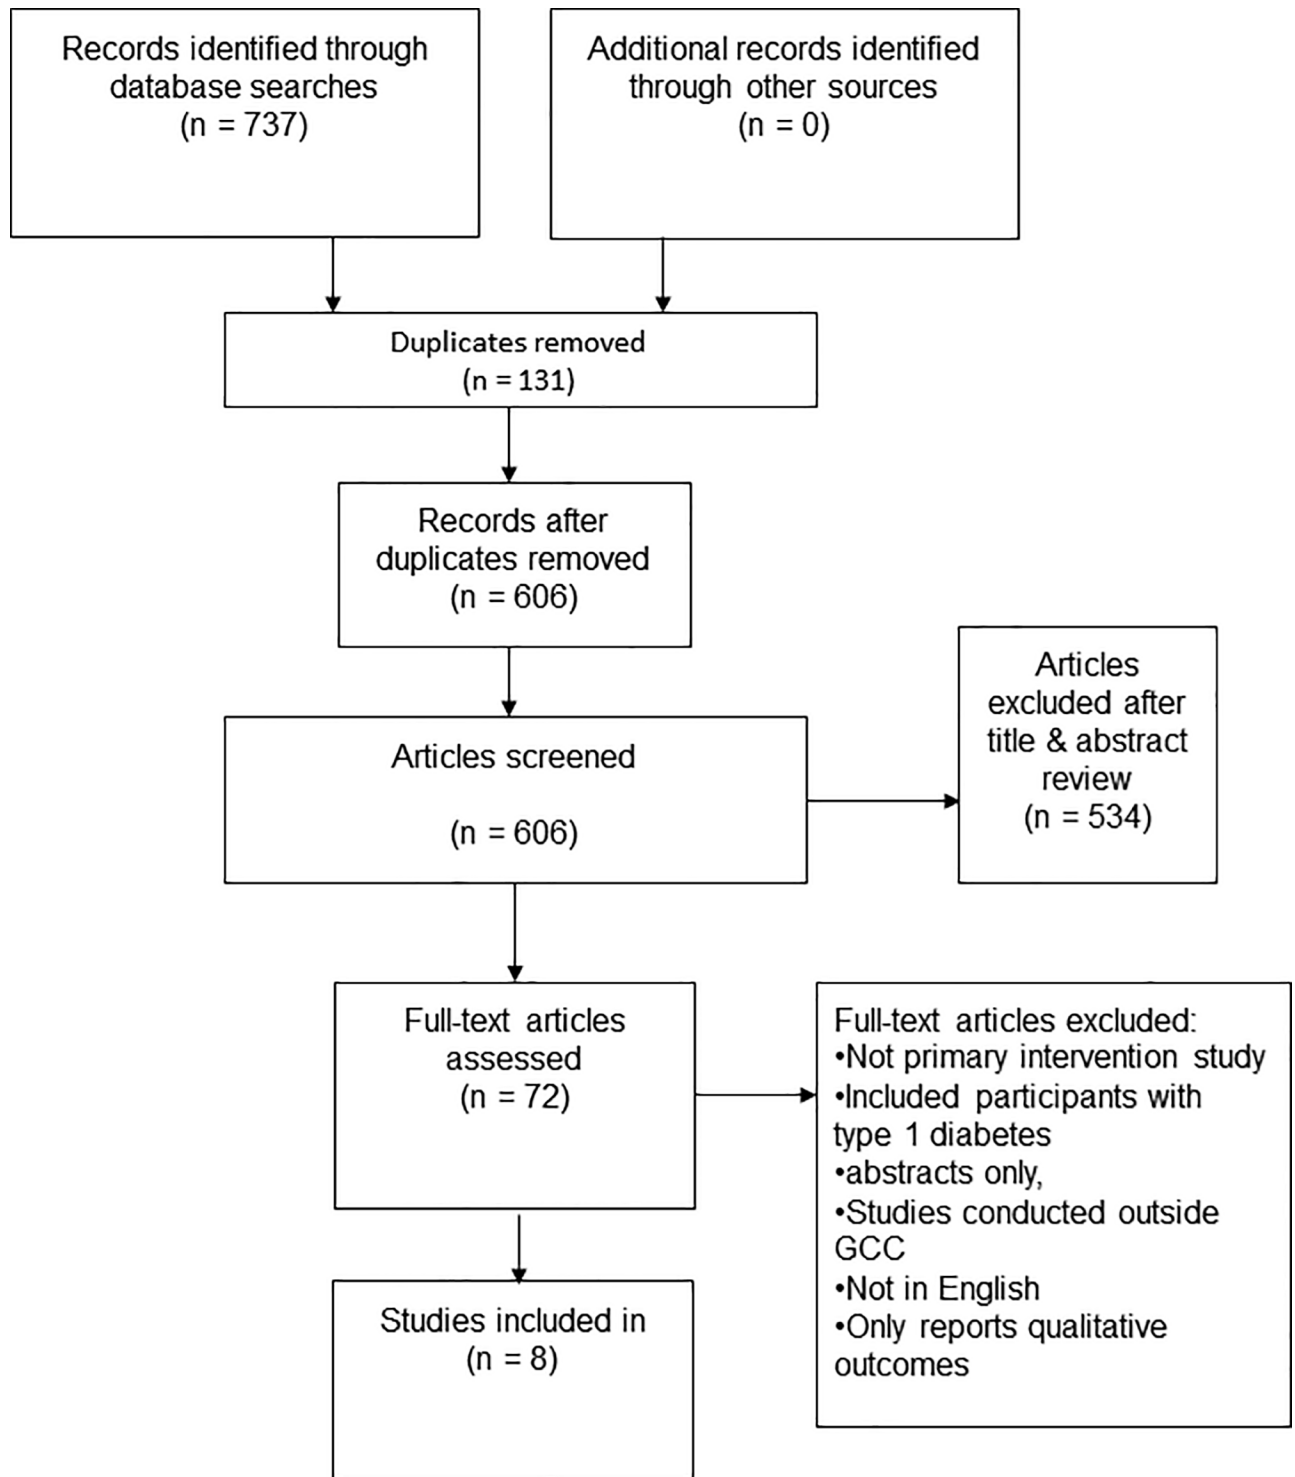 Records identified through
database searches
(n = 737)
Additional records identified
through other sources
(n = 0)
Duplicates removed
(n = 131)
Records after
duplicates removed
(n = 606)
Articles screened
(n = 606)
Articles
excluded after
title & abstract
review
(n = 534)
Full-text articles
assessed
(n = 72)
Full-text articles excluded:
•Not primary intervention study
•Included participants with
type 1 diabetes
•abstracts only,
•Studies conducted outside
GCC
•Not in English
•Only reports qualitative
outcomes
Studies included in
(n = 8)